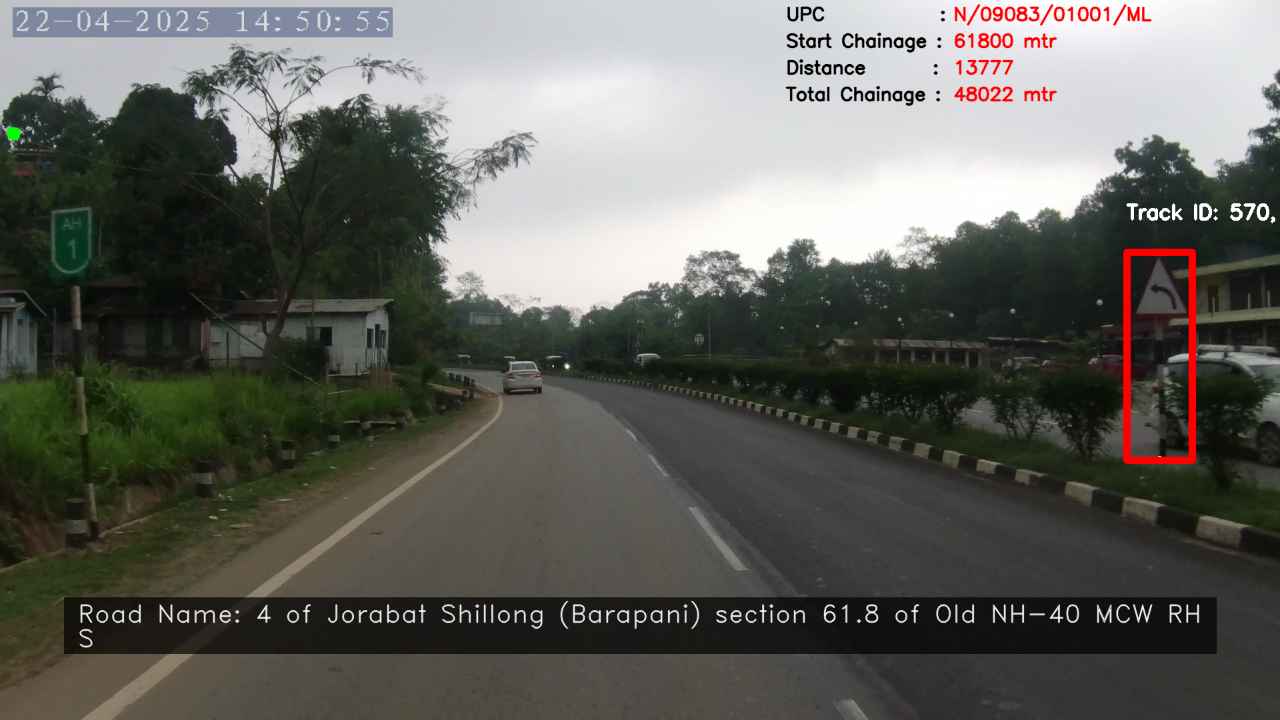 22-04-2025 14:50:55
UPC : N/09083/01001/ML
Start Chainage : 61800 mtr
Distance : 13777
Total Chainage : 48022 mtr
Track ID: 570,
AH
1
Road Name: 4 of Jorabat Shillong (Barapani) section 61.8 of Old NH-40 MCW RH
S